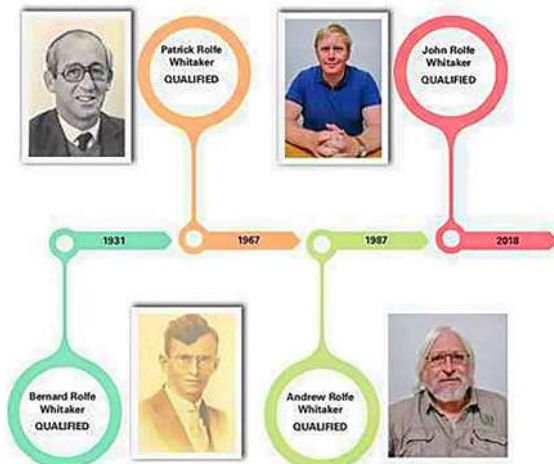 Patrick Rolfe
Whitaker
QUALIFIED
John Rolfe
Whitaker
QUALIFIED
1931
1967
1987
2018
Bernard Rolfe
Whitaker
QUALIFIED
Andrew Rolfe
Whitaker
QUALIFIED